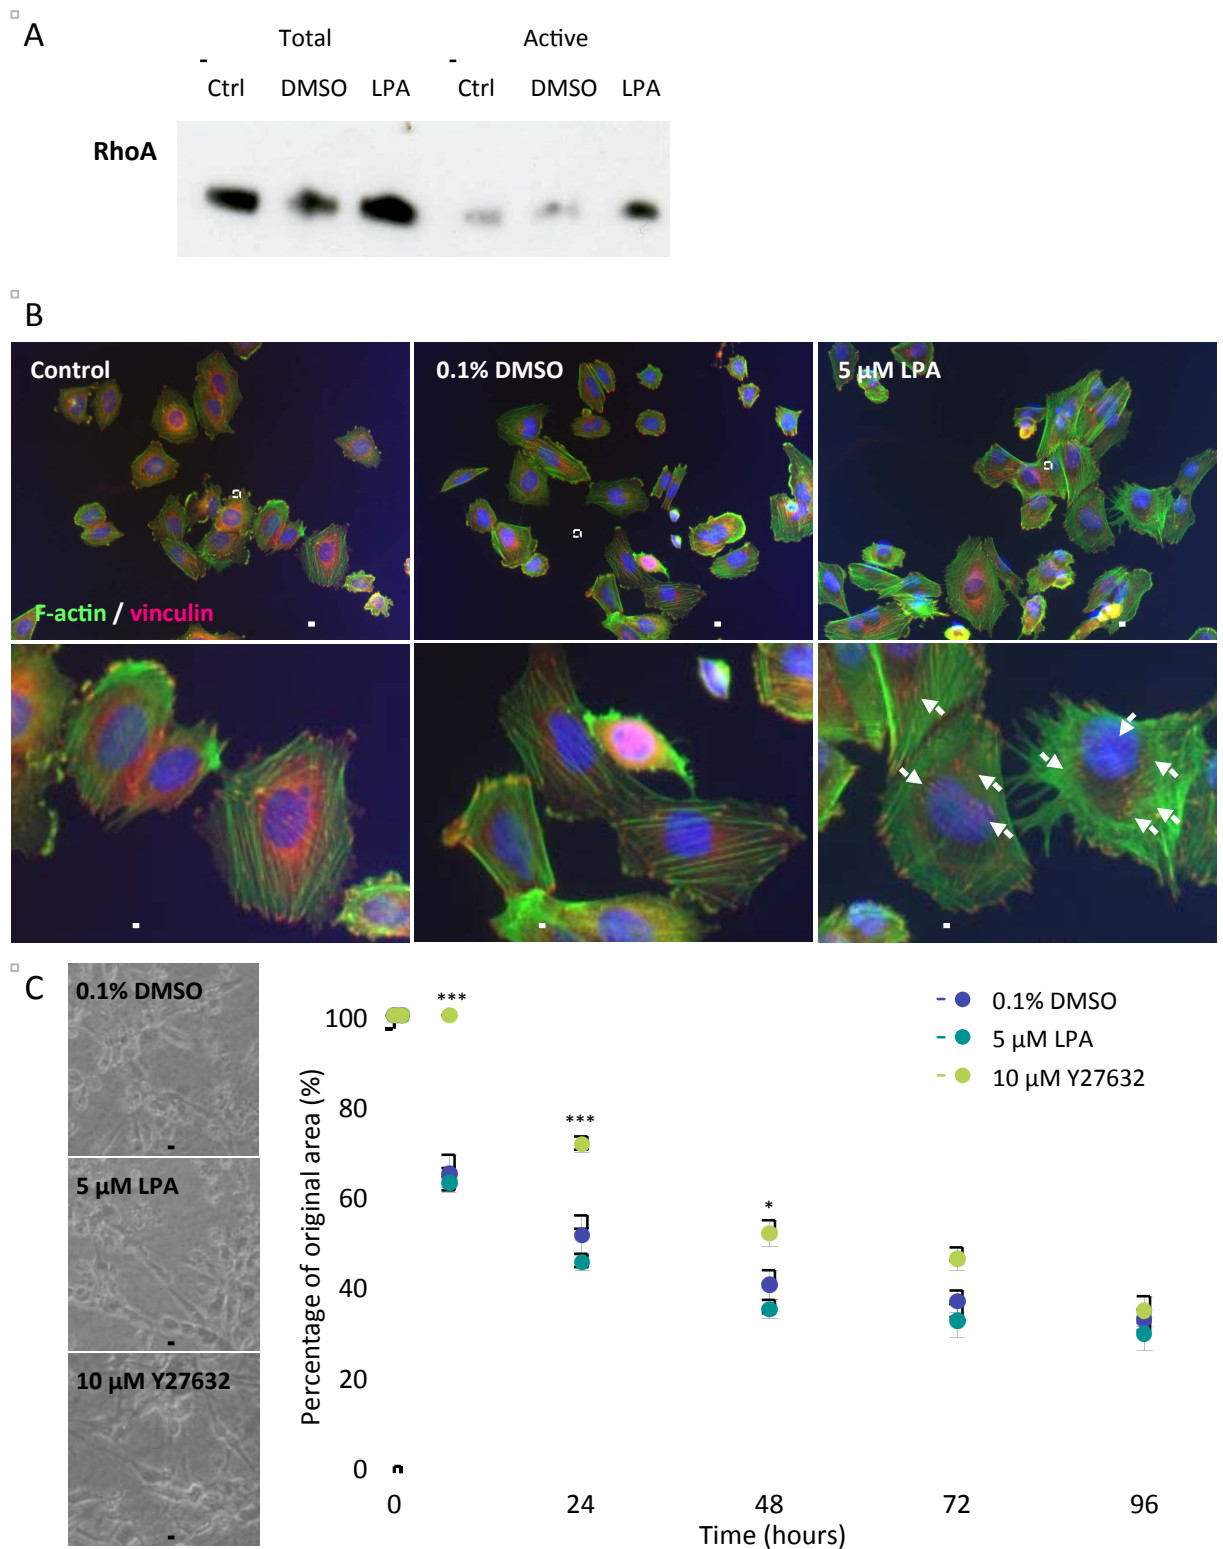 A
Total Active
- -
Ctrl DMSO LPA Ctrl DMSO LPA
RhoA
B
Control
0.1% DMSO
5 µM LPA
F-actin / vinculin
C
0.1% DMSO
5 µM LPA
10 µM Y27632
Percentage of original area (%)
100
80
60
40
20
0
0 24 48 72 96
Time (hours)
***
***
*
0.1% DMSO
5 µM LPA
10 µM Y27632